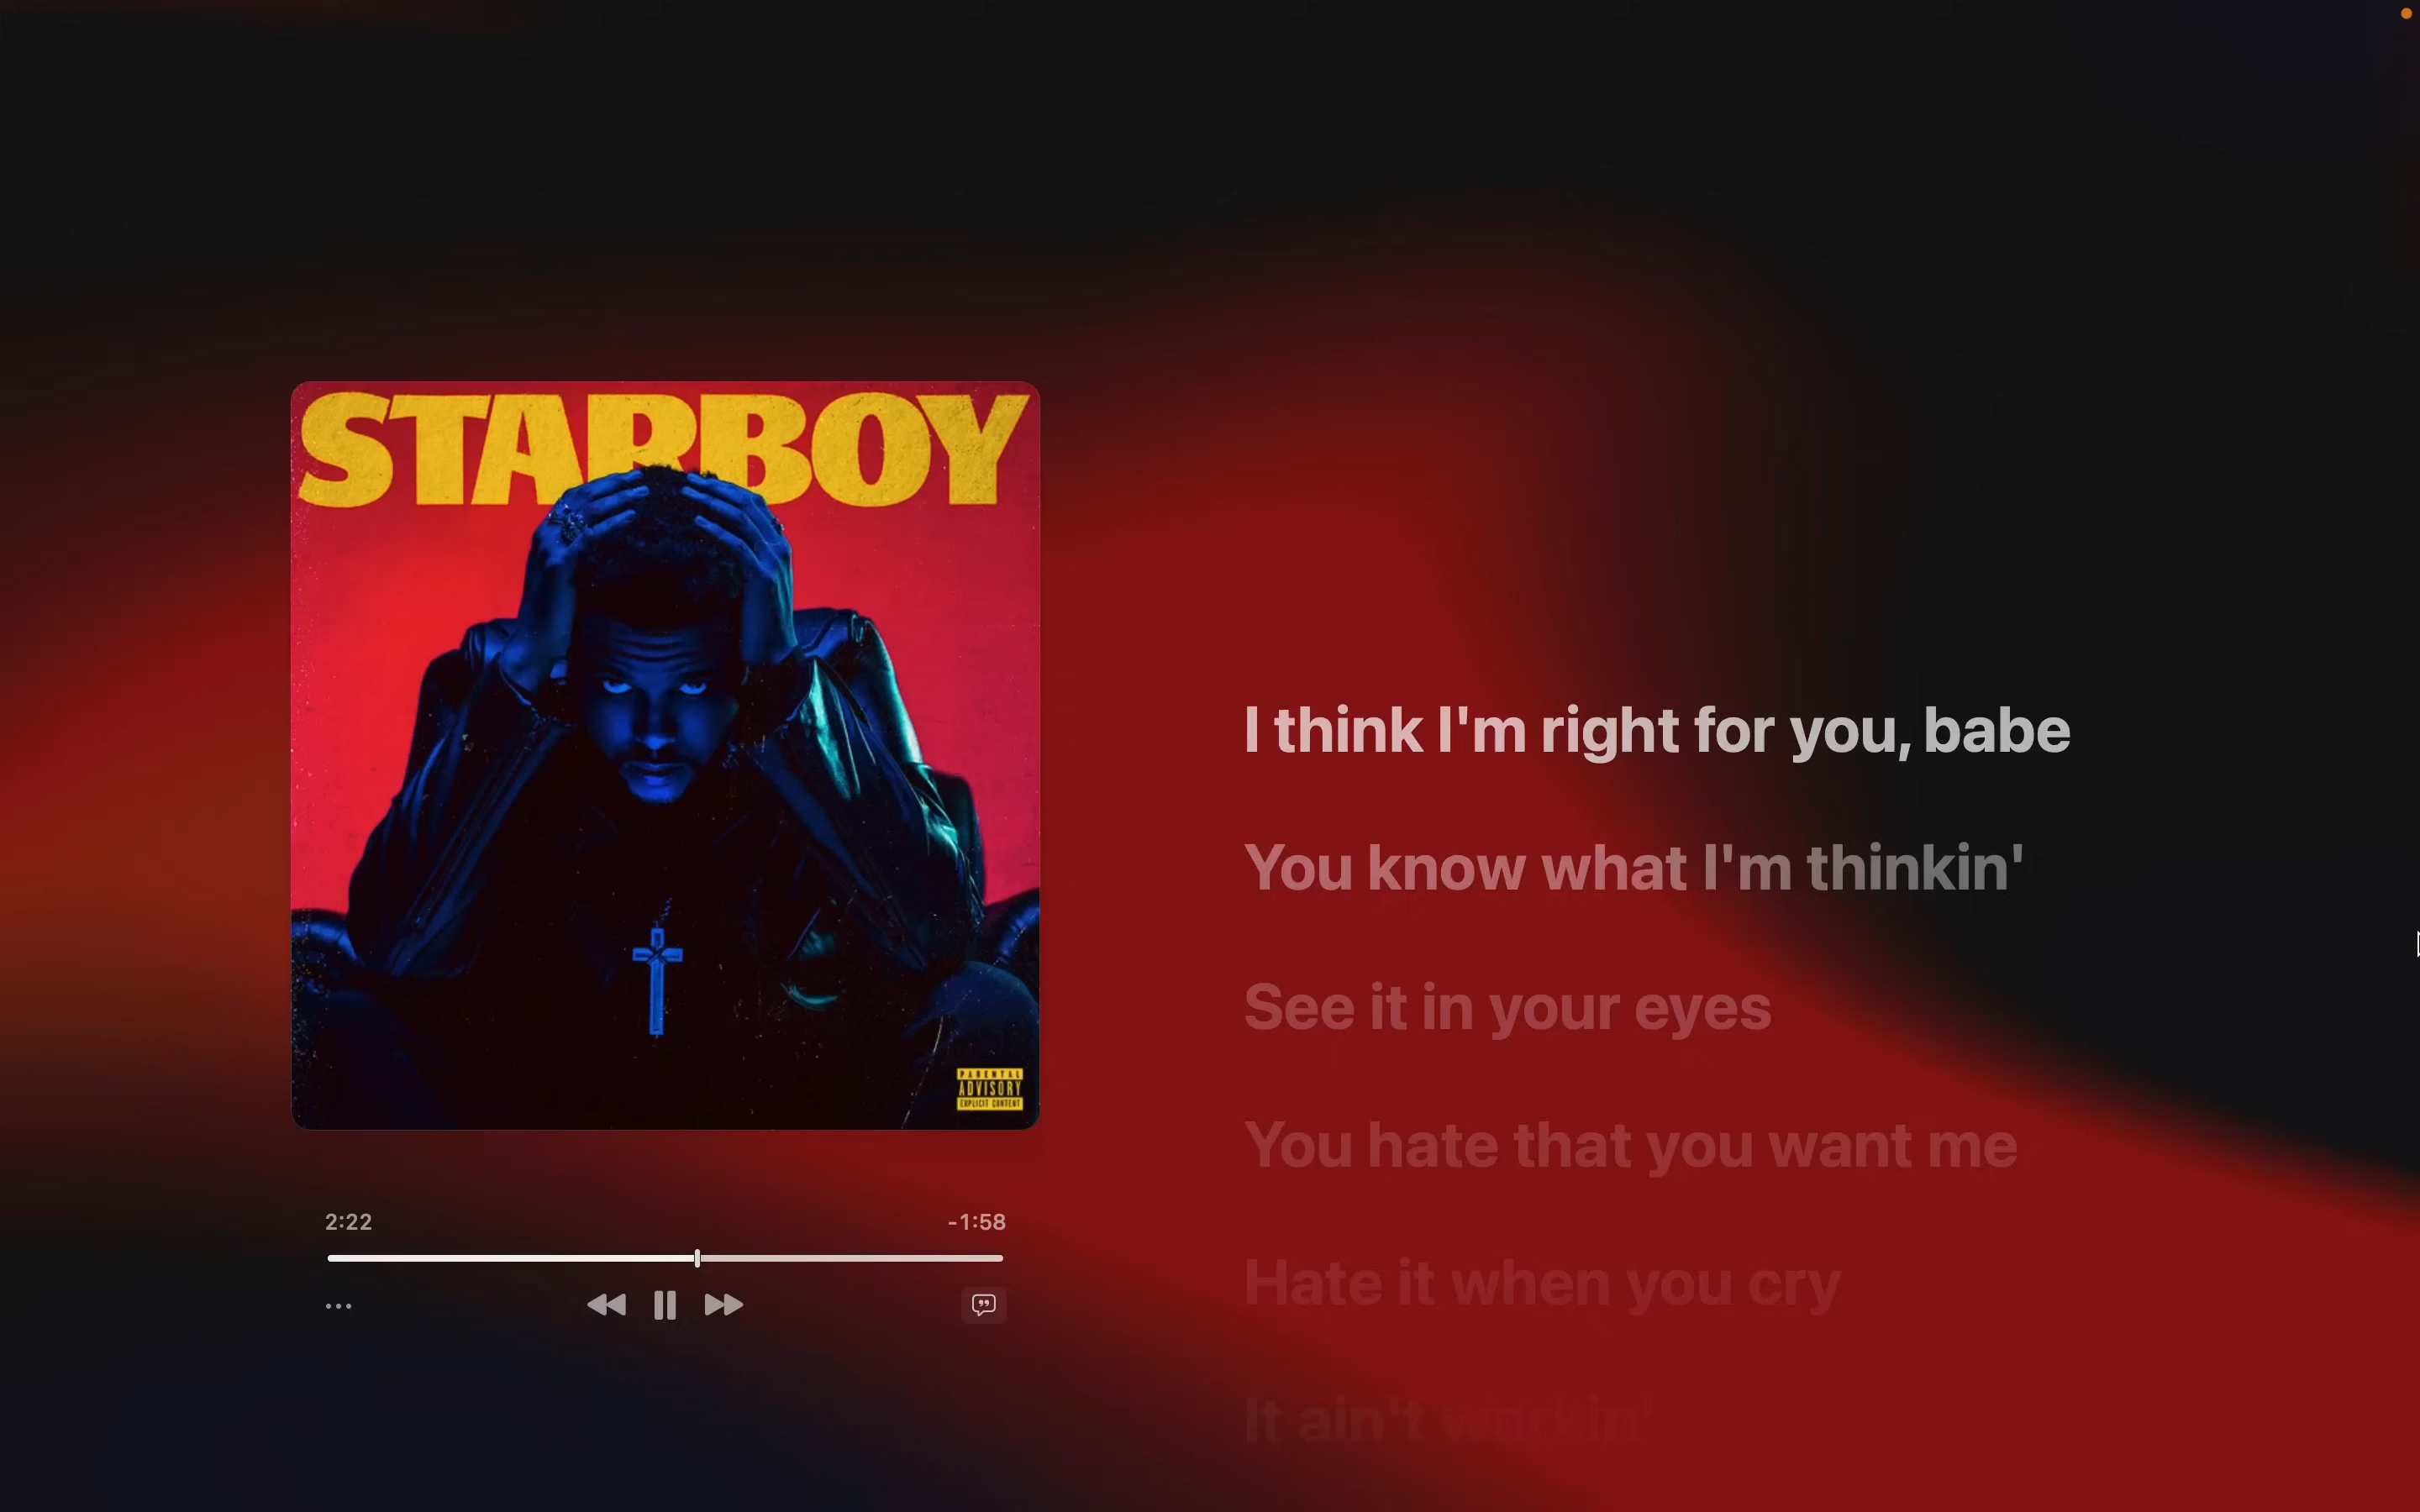 STARBOY
PARENTAL
ADVISORY
EXPLICIT CONTENT
2:22
-1:58
I think I'm right for you, babe
You know what I'm thinkin'
See it in your eyes
You hate that you want me
Hate it when you cry
It ain't workin'